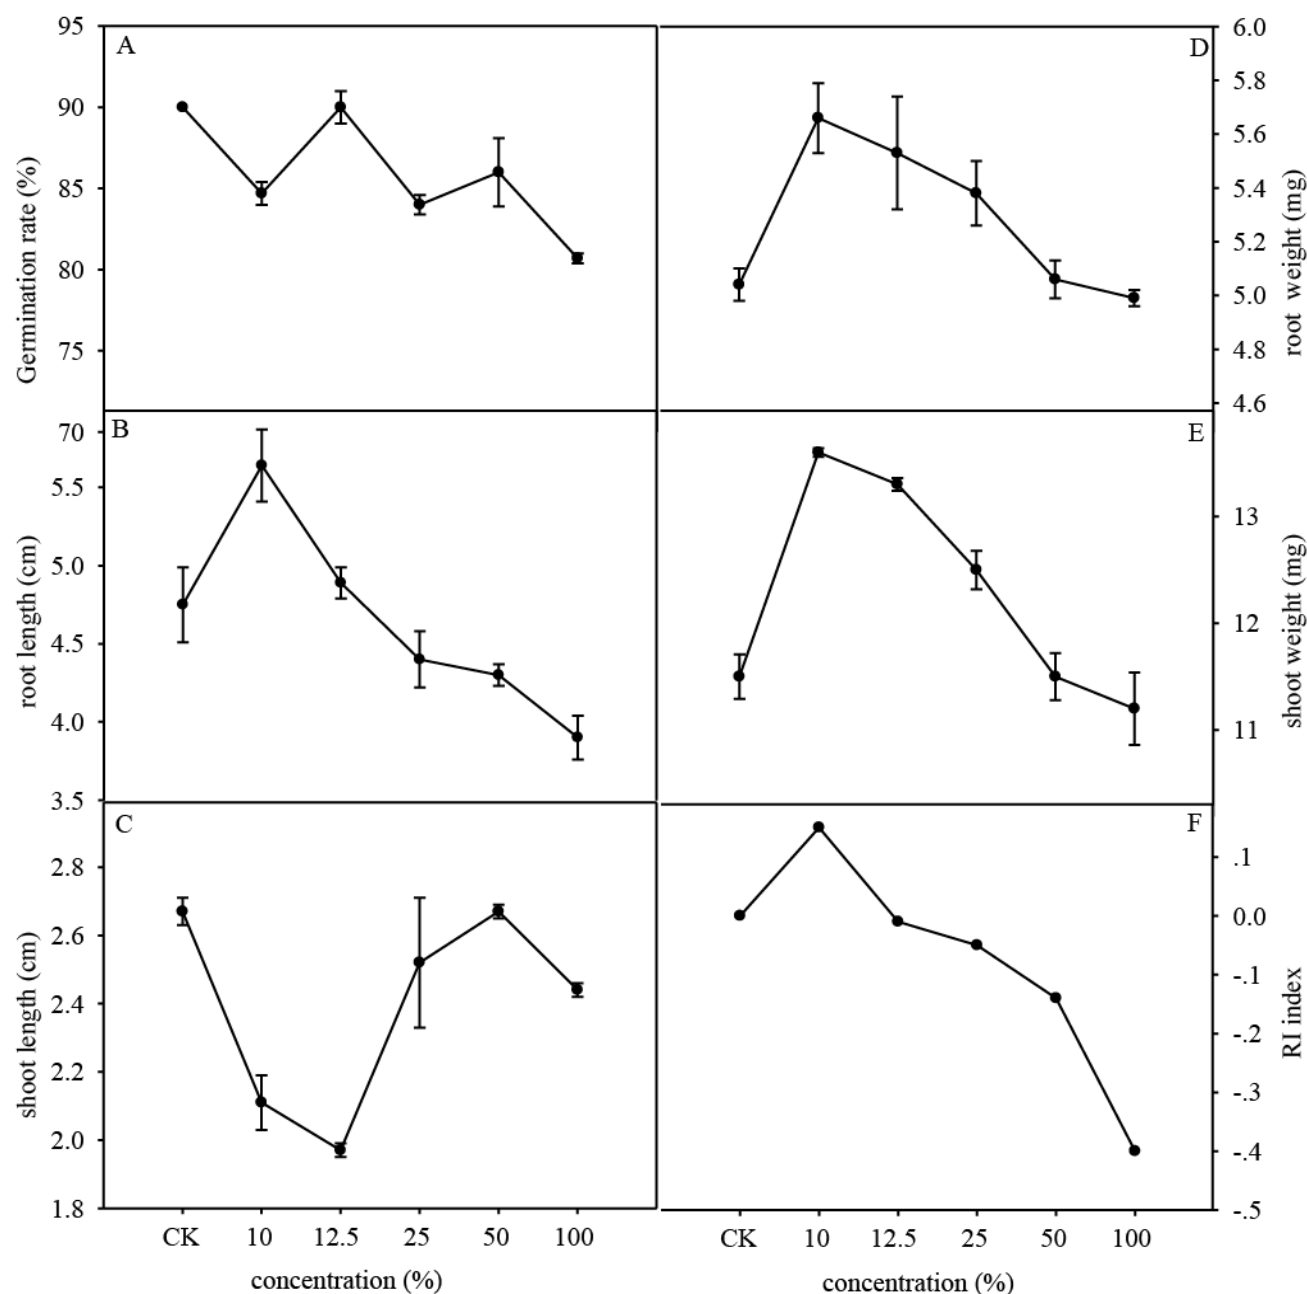 A
95
90
85
80
75
Germination rate (%)
B
70
5.5
5.0
4.5
4.0
3.5
root length (cm)
C
2.8
2.6
2.4
2.2
2.0
1.8
shoot length (cm)
CK 10 12.5 25 50 100
concentration (%)
D
6.0
5.8
5.6
5.4
5.2
5.0
4.8
4.6
root weight (mg)
E
13
12
11
shoot weight (mg)
F
.1
0.0
-.1
-.2
-.3
-.4
-.5
RI index
CK 10 12.5 25 50 100
concentration (%)